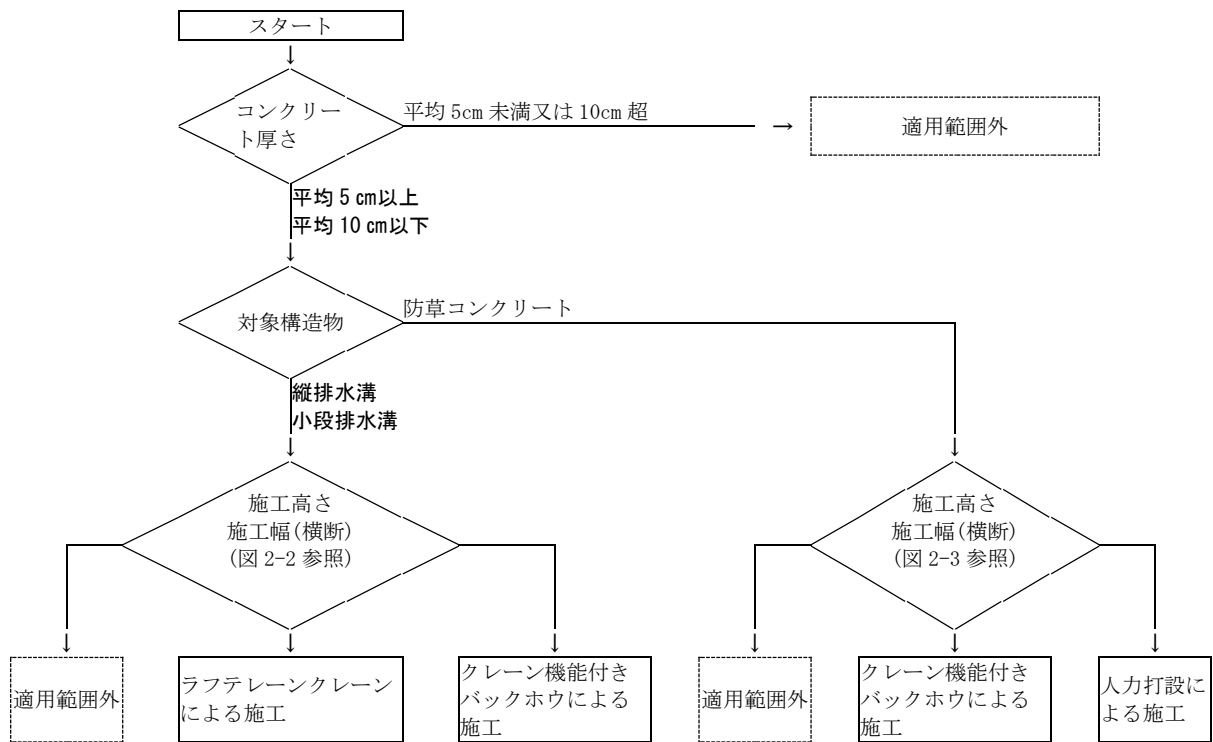 スタート
↓
コンクリー
ト厚さ
平均 5cm 未満又は 10cm 超
→
適用範囲外
平均 5 ㎝以上
平均 10 ㎝以下
↓
対象構造物
防草コンクリート
縦排水溝
小段排水溝
↓
↓
施工高さ
施工幅(横断)
(図 2-2 参照)
施工高さ
施工幅(横断)
(図 2-3 参照)
↓
↓
↓
↓
↓
↓
適用範囲外
ラフテレーンクレーン
による施工
クレーン機能付き
バックホウによる
施工
適用範囲外
クレーン機能付き
バックホウによる
施工
人力打設に
よる施工